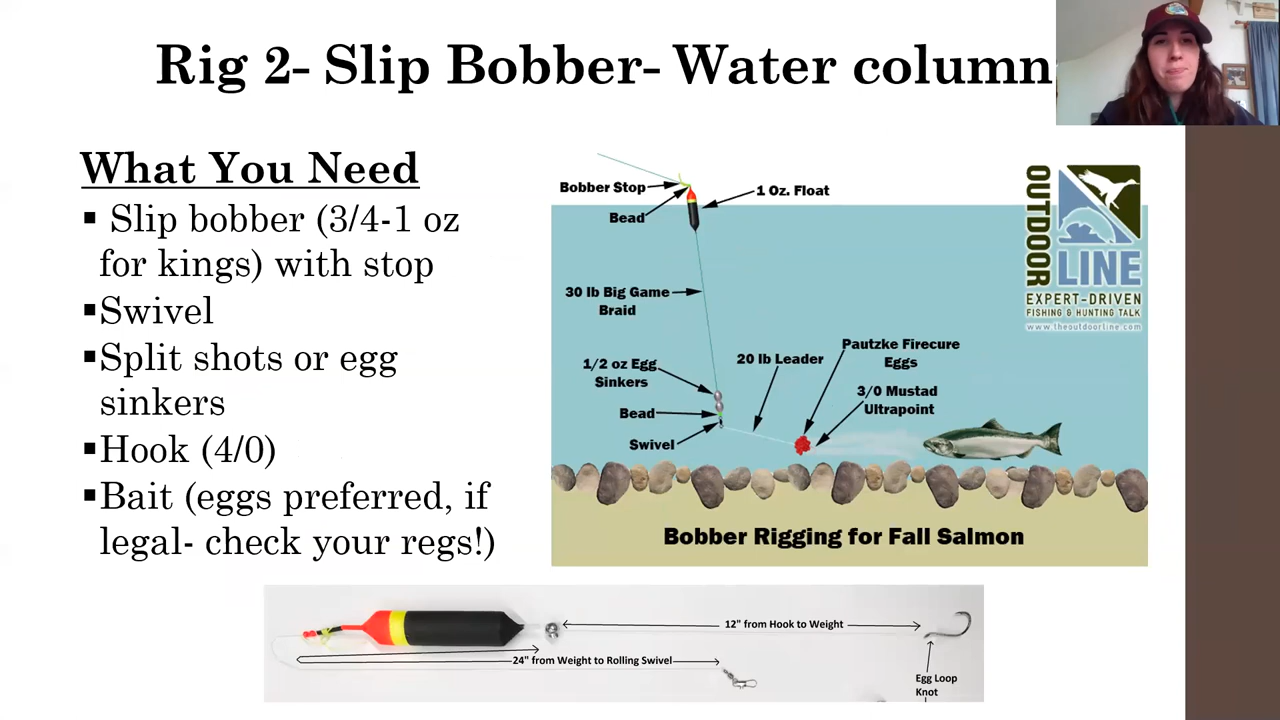 Rig 2- Slip Bobber- Water column
What You Need
▪ Slip bobber (3/4-1 oz
for kings) with stop
▪Swivel
▪Split shots or egg
sinkers
▪Hook (4/0)
▪Bait (eggs preferred, if
legal- check your regs!)
Bobber Stop
1 Oz. Float
Bead
30 lb Big Game
Braid
1/2 oz Egg
Sinkers
20 lb Leader
Pautzke Firecure
Eggs
3/0 Mustad
Ultrapoint
Bead
Swivel
Bobber Rigging for Fall Salmon
OUTDOOR
LINE
EXPERT-DRIVEN
FISHING & HUNTING TALK
www.theoutdoorline.com
12" from Hook to Weight
24" from Weight to Rolling Swivel
Egg Loop
Knot